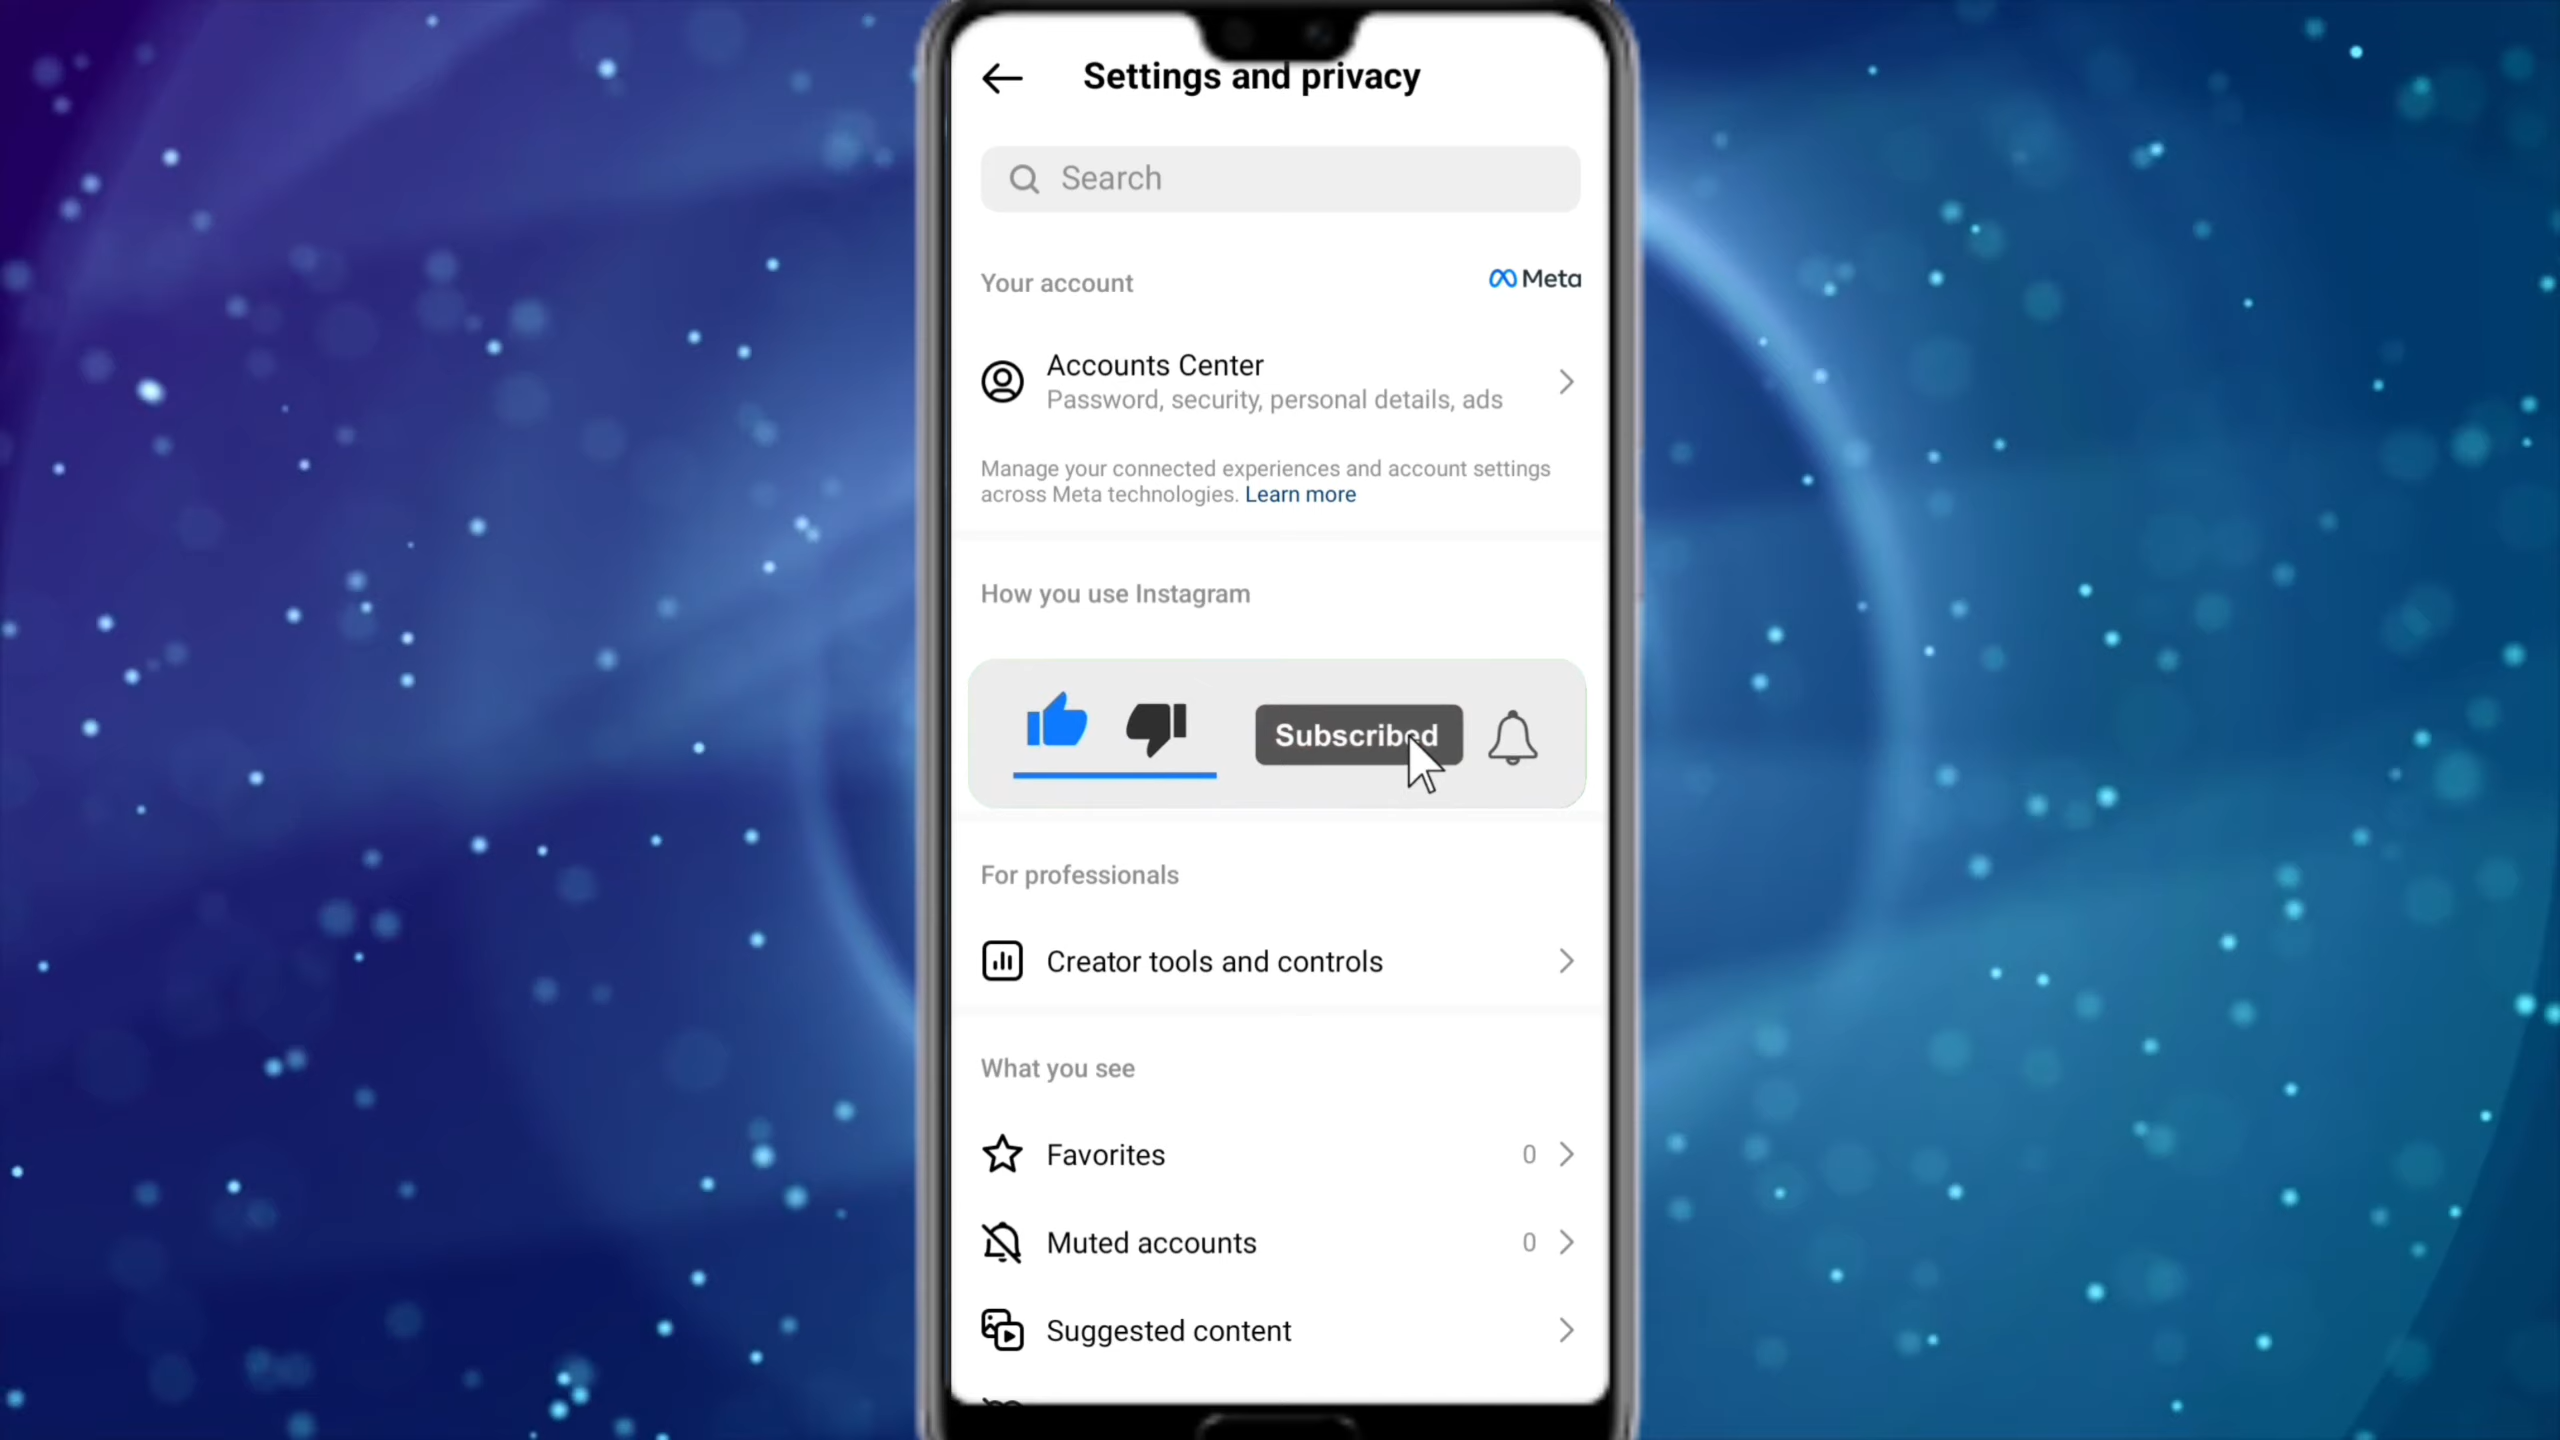 Settings and privacy
Search
Your account
Meta
Accounts Center
Password, security, personal details, ads
Manage your connected experiences and account settings
across Meta technologies. Learn more
How you use Instagram
Subscribed
For professionals
Creator tools and controls
What you see
Favorites 0
Muted accounts 0
Suggested content